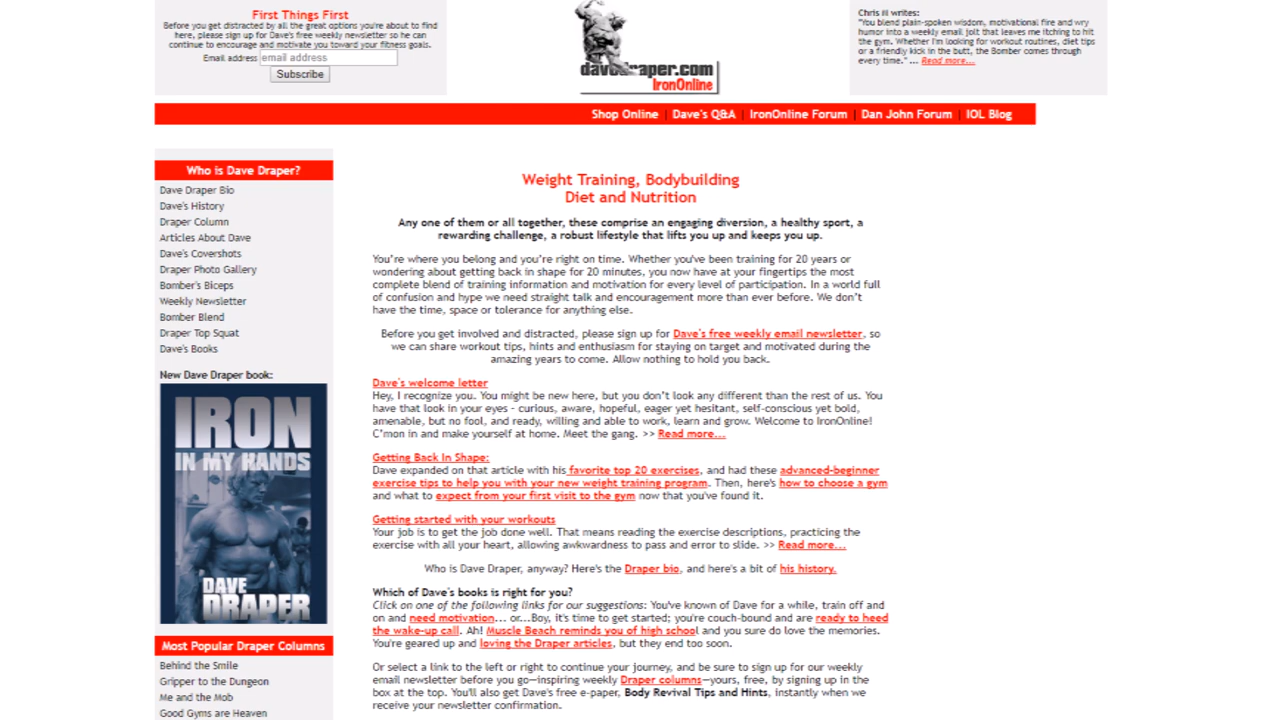 First Things First
Before you get distracted by all the great options you're about to find
here, please sign up for Dave's free weekly newsletter so he can
continue to encourage and motivate you toward your fitness goals.
Email address email address
Subscribe
davedraper.com
IronOnline
Chris ill writes:
"You blend plain-spoken wisdom, motivational fire and wry
humor into a weekly email jolt that leaves me itching to hit
the gym. Whether I'm looking for workout routines, diet tips
or a friendly kick in the butt, the Bomber comes through
every time." ... Read more...
Shop Online | Dave's Q&A | IronOnline Forum | Dan John Forum | IOL Blog
Who is Dave Draper?
Dave Draper Bio
Dave's History
Draper Column
Articles About Dave
Dave's Covershots
Draper Photo Gallery
Bomber's Biceps
Weekly Newsletter
Bomber Blend
Draper Top Squat
Dave's Books
New Dave Draper book:
IRON
IN MY HANDS
DAVE
DRAPER
Most Popular Draper Columns
Behind the Smile
Gripper to the Dungeon
Me and the Mob
Good Gyms are Heaven
Weight Training, Bodybuilding
Diet and Nutrition
Any one of them or all together, these comprise an engaging diversion, a healthy sport, a
rewarding challenge, a robust lifestyle that lifts you up and keeps you up.
You're where you belong and you're right on time. Whether you've been training for 20 years or
wondering about getting back in shape for 20 minutes, you now have at your fingertips the most
complete blend of training information and motivation for every level of participation. In a world full
of confusion and hype we need straight talk and encouragement more than ever before. We don't
have the time, space or tolerance for anything else.
Before you get involved and distracted, please sign up for Dave's free weekly email newsletter, so
we can share workout tips, hints and enthusiasm for staying on target and motivated during the
amazing years to come. Allow nothing to hold you back.
Dave's welcome letter
Hey, I recognize you. You might be new here, but you don't look any different than the rest of us. You
have that look in your eyes - curious, aware, hopeful, eager yet hesitant, self-conscious yet bold,
amenable, but no fool, and ready, willing and able to work, learn and grow. Welcome to IronOnline!
C'mon in and make yourself at home. Meet the gang. >> Read more...
Getting Back In Shape:
Dave expanded on that article with his favorite top 20 exercises, and had these advanced-beginner
exercise tips to help you with your new weight training program. Then, here's how to choose a gym
and what to expect from your first visit to the gym now that you've found it.
Getting started with your workouts
Your job is to get the job done well. That means reading the exercise descriptions, practicing the
exercise with all your heart, allowing awkwardness to pass and error to slide. >> Read more...
Who is Dave Draper, anyway? Here's the Draper bio, and here's a bit of his history.
Which of Dave's books is right for you?
Click on one of the following links for our suggestions: You've known of Dave for a while, train off and
on and need motivation... or...Boy, it's time to get started; you're couch-bound and are ready to heed
the wake-up call. Ah! Muscle Beach reminds you of high school and you sure do love the memories.
You're geared up and loving the Draper articles, but they end too soon.
Or select a link to the left or right to continue your journey, and be sure to sign up for our weekly
email newsletter before you go—inspiring weekly Draper columns—yours, free, by signing up in the
box at the top. You'll also get Dave's free e-paper, Body Revival Tips and Hints, instantly when we
receive your newsletter confirmation.